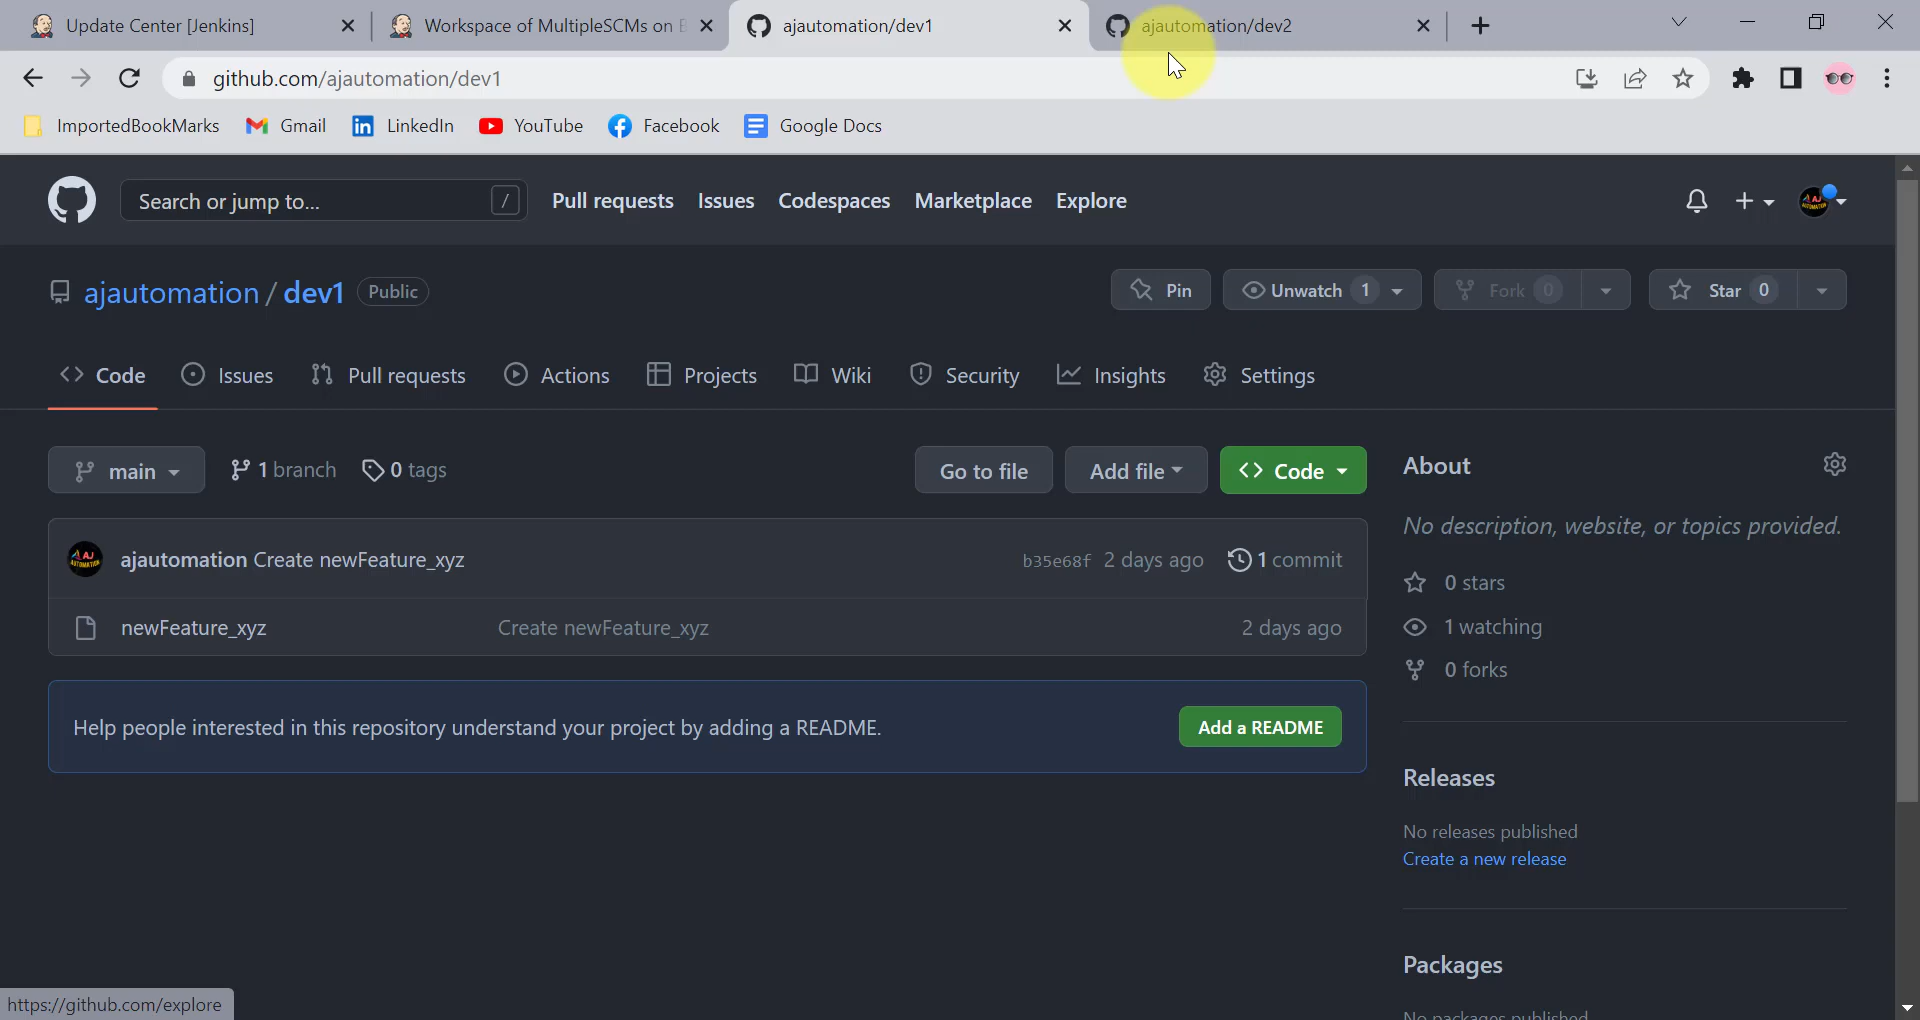 Update Center [Jenkins]
Workspace of MultipleSCMs on
ajautomation/dev1
ajautomation/dev2
github.com/ajautomation/dev1
ImportedBookMarks
Gmail
LinkedIn
YouTube
Facebook
Google Docs
Search or jump to... /
Pull requests
Issues
Codespaces
Marketplace
Explore
ajautomation / dev1 Public
Pin
Unwatch 1
Fork 0
Star 0
Code
Issues
Pull requests
Actions
Projects
Wiki
Security
Insights
Settings
main
1 branch
0 tags
Go to file
Add file
Code
ajautomation Create newFeature_xyz
b35e68f 2 days ago
1 commit
newFeature_xyz
Create newFeature_xyz
2 days ago
Help people interested in this repository understand your project by adding a README.
Add a README
About
No description, website, or topics provided.
0 stars
1 watching
0 forks
Releases
No releases published
Create a new release
Packages
No packages published
https://github.com/explore